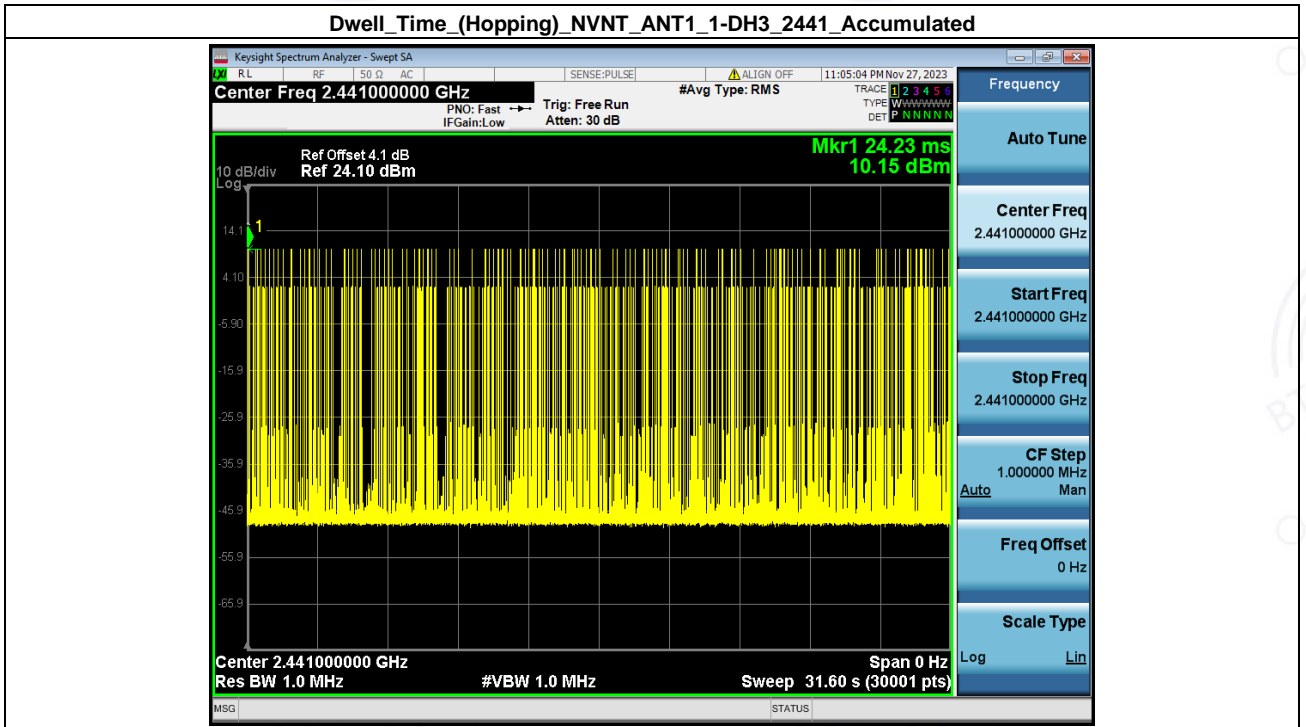 Dwell_Time_(Hopping)_NVNT_ANT1_1-DH3_2441_Accumulated
Keysight Spectrum Analyzer - Swept SA
LXI RL RF 50 Ω AC SENSE:PULSE ALIGN OFF 11:05:04 PM Nov 27, 2023
Center Freq 2.441000000 GHz
PNO: Fast
IFGain:Low
Trig: Free Run
Atten: 30 dB
#Avg Type: RMS
TRACE 1 2 3 4 5 6
TYPE WWWWWW
DET P N N N N N
Mkr1 24.23 ms
10.15 dBm
Ref Offset 4.1 dB
10 dB/div Ref 24.10 dBm
Log
1
14.1
4.10
-5.90
-15.9
-25.9
-35.9
-45.9
-55.9
-65.9
Center 2.441000000 GHz Span 0 Hz
Res BW 1.0 MHz #VBW 1.0 MHz Sweep 31.60 s (30001 pts)
MSG STATUS
Frequency
Auto Tune
Center Freq
2.441000000 GHz
Start Freq
2.441000000 GHz
Stop Freq
2.441000000 GHz
CF Step
1.000000 MHz
Auto Man
Freq Offset
0 Hz
Scale Type
Log Lin